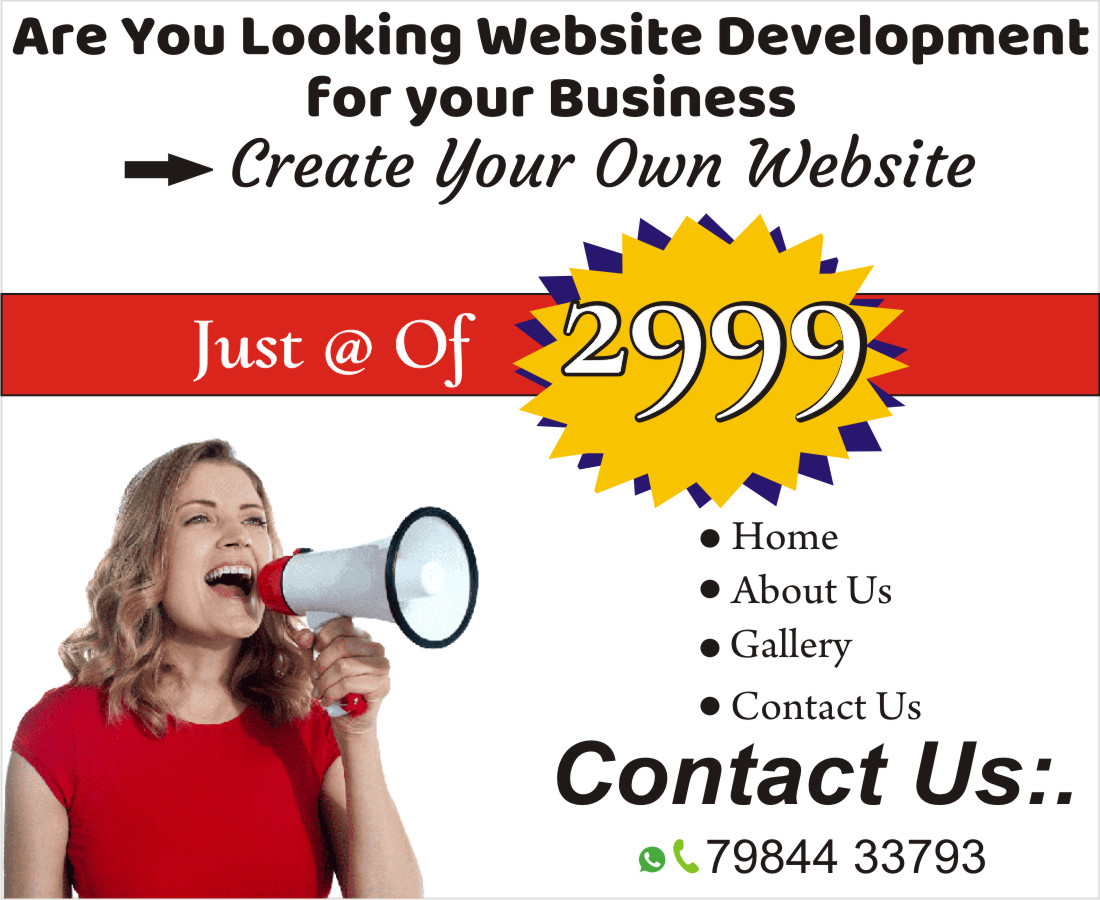 Are You Looking Website Development
for your Business
Create Your Own Website
Just @ Of 2999
Home
About Us
Gallery
Contact Us
Contact Us:.
79844 33793